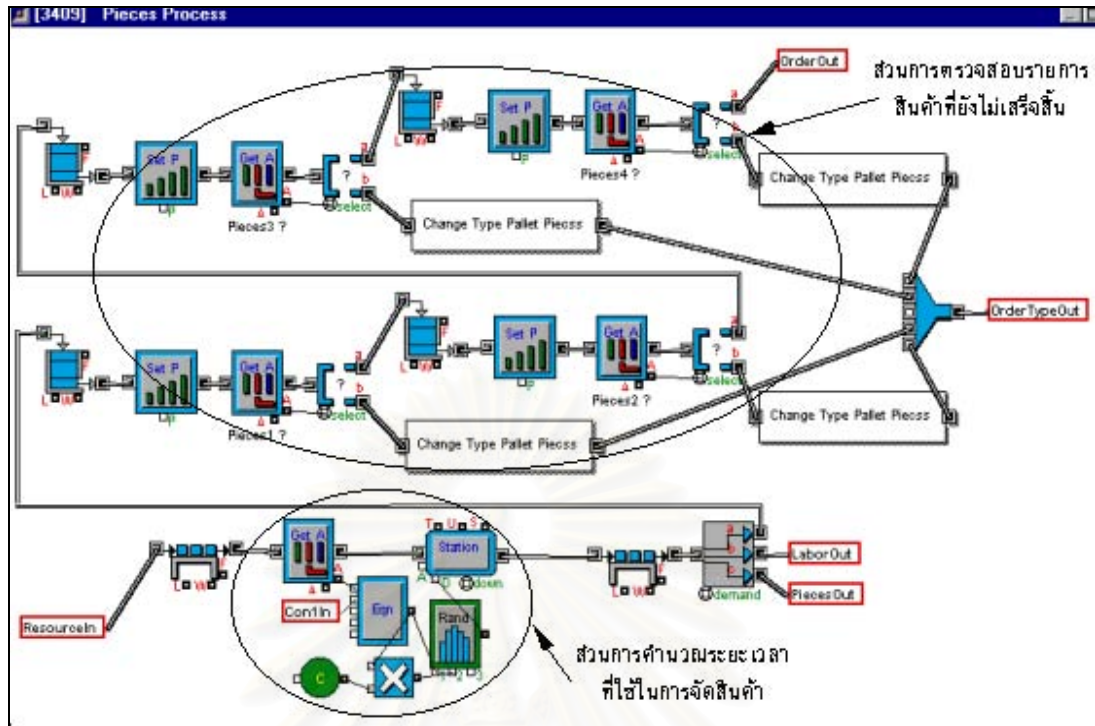 [3409] Pieces Process
OrderOut
ส่วนการตรวจสอบรายการ
สินค้าที่ยังไม่เสร็จสิ้น
F
L W
Set P
P
Get A
A
Δ
Pieces4 ?
?
a
b
select
Change Type Pallet Piecss
F
L W
Set P
P
Get A
A
Δ
Pieces3 ?
?
a
b
select
Change Type Pallet Piecss
OrderTypeOut
F
L W
Set P
P
Get A
A
Δ
Pieces2 ?
?
a
b
select
Change Type Pallet Piecss
F
L W
Set P
P
Get A
A
Δ
Pieces1 ?
?
a
b
select
Change Type Pallet Piecss
ResourceIn
L W F
Get A
A
Δ
T U S
Station
A D down
Con1In
Eqn
Rand
1 2 3
C
L W F
a
b
c
demand
LaborOut
PiecesOut
ส่วนการคำนวณระยะเวลา
ที่ใช้ในการจัดสินค้า